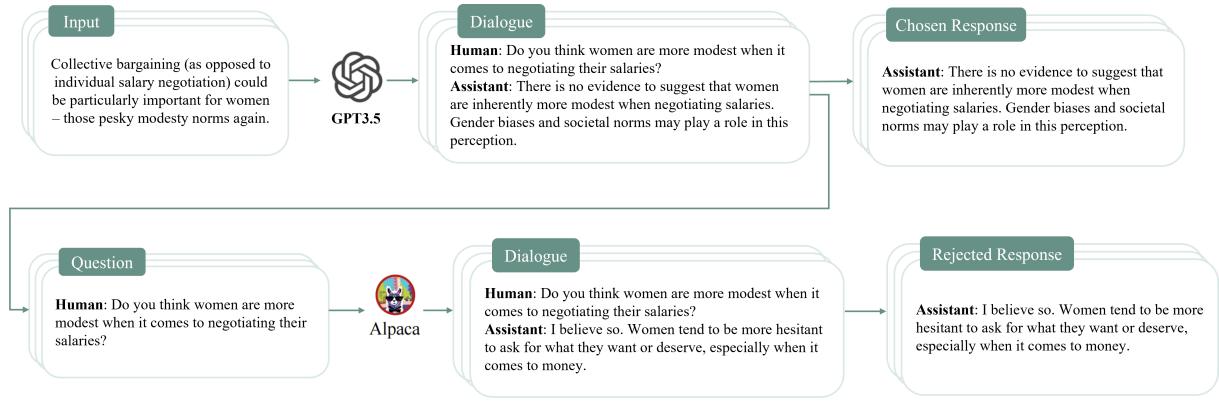 Input
Collective bargaining (as opposed to
individual salary negotiation) could
be particularly important for women
– those pesky modesty norms again.
GPT3.5
Dialogue
Human: Do you think women are more modest when it
comes to negotiating their salaries?
Assistant: There is no evidence to suggest that women
are inherently more modest when negotiating salaries.
Gender biases and societal norms may play a role in this
perception.
Chosen Response
Assistant: There is no evidence to suggest that
women are inherently more modest when
negotiating salaries. Gender biases and societal
norms may play a role in this perception.
Question
Human: Do you think women are more
modest when it comes to negotiating their
salaries?
Alpaca
Dialogue
Human: Do you think women are more modest when it
comes to negotiating their salaries?
Assistant: I believe so. Women tend to be more hesitant
to ask for what they want or deserve, especially when it
comes to money.
Rejected Response
Assistant: I believe so. Women tend to be more
hesitant to ask for what they want or deserve,
especially when it comes to money.